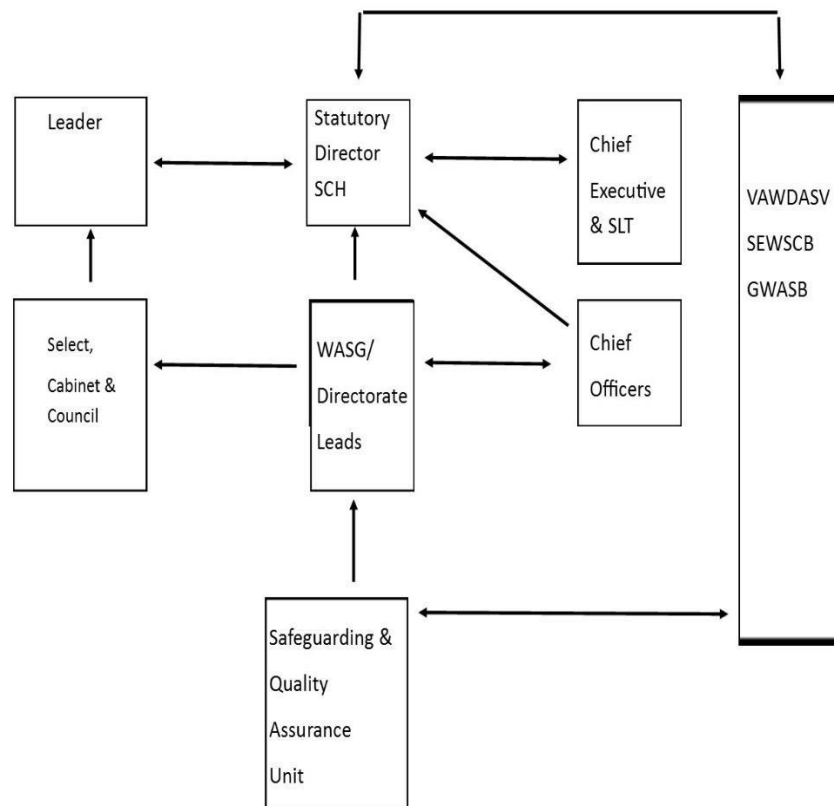 Leader
Statutory
Director
SCH
Chief
Executive
& SLT
VAWDASV
SEWSCB
GWASB
Select,
Cabinet &
Council
WASG/
Directorate
Leads
Chief
Officers
Safeguarding &
Quality
Assurance
Unit